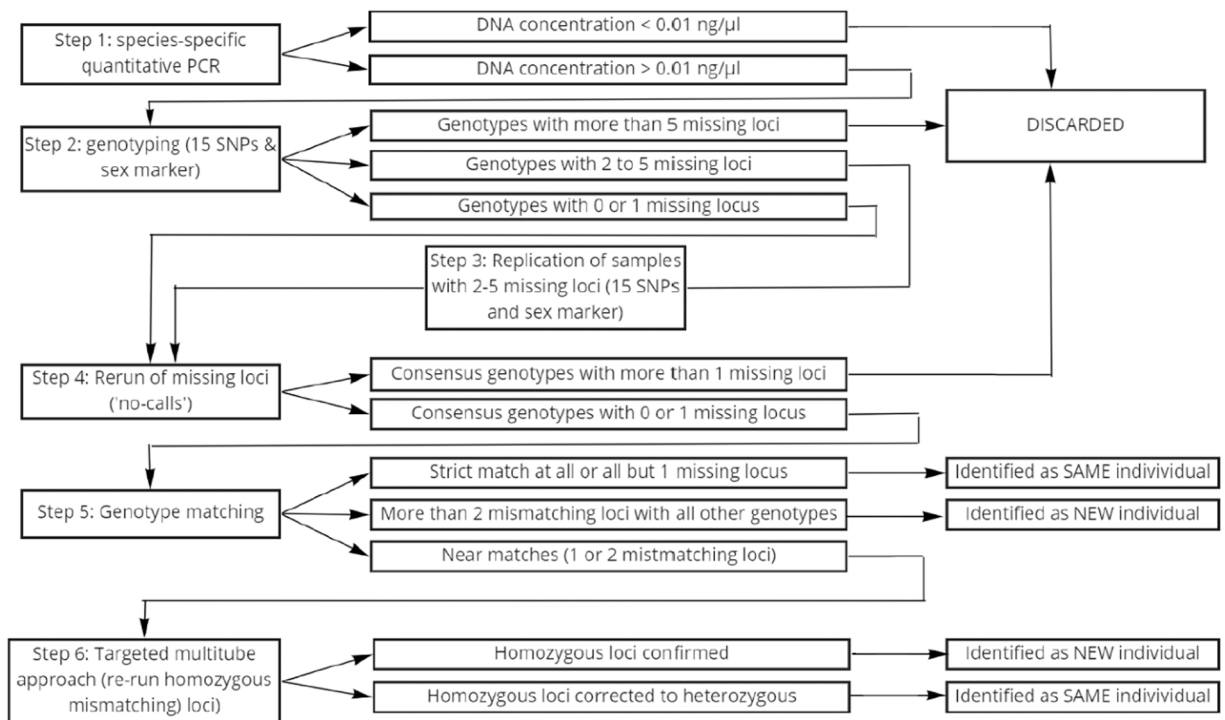 Step 1: species-specific
quantitative PCR
DNA concentration < 0.01 ng/µl
DNA concentration > 0.01 ng/µl
DISCARDED
Step 2: genotyping (15 SNPs &
sex marker)
Genotypes with more than 5 missing loci
Genotypes with 2 to 5 missing loci
Genotypes with 0 or 1 missing locus
Step 3: Replication of samples
with 2-5 missing loci (15 SNPs
and sex marker)
Step 4: Rerun of missing loci
('no-calls')
Consensus genotypes with more than 1 missing loci
Consensus genotypes with 0 or 1 missing locus
Step 5: Genotype matching
Strict match at all or all but 1 missing locus
Identified as SAME individual
More than 2 mismatching loci with all other genotypes
Identified as NEW individual
Near matches (1 or 2 mistmatching loci)
Step 6: Targeted multitube
approach (re-run homozygous
mismatching) loci)
Homozygous loci confirmed
Identified as NEW individual
Homozygous loci corrected to heterozygous
Identified as SAME individual